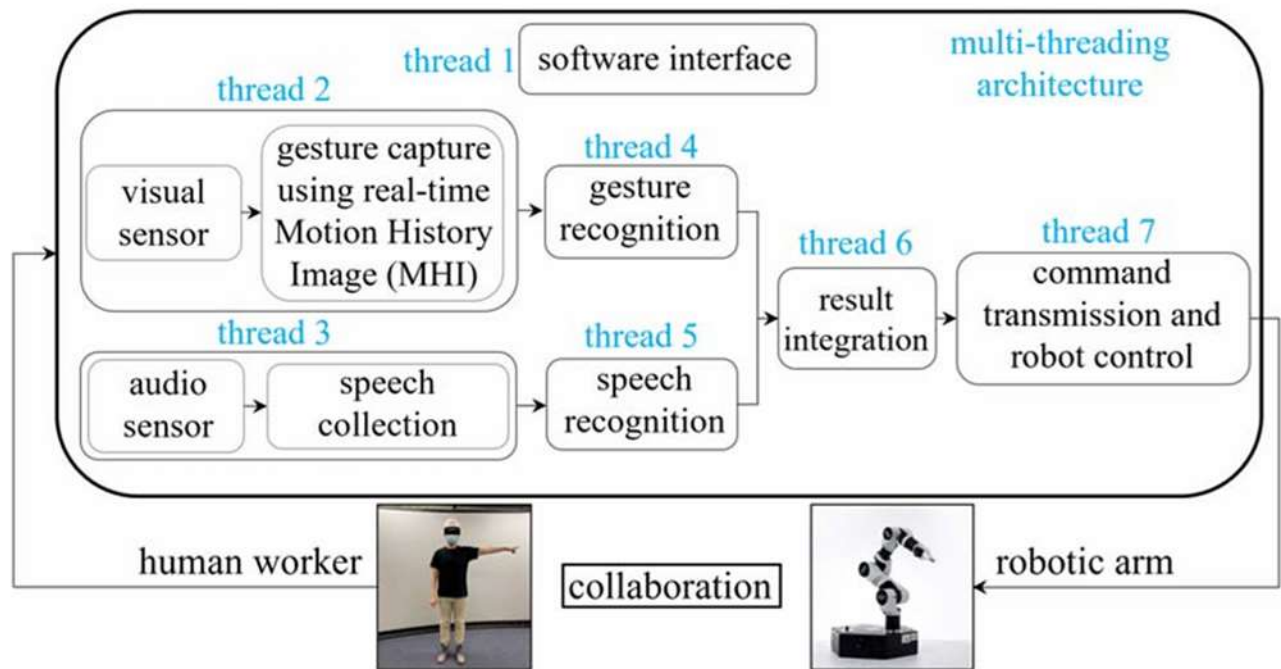 thread 1
software interface
multi-threading
architecture
thread 2
visual
sensor
gesture capture
using real-time
Motion History
Image (MHI)
thread 4
gesture
recognition
thread 3
audio
sensor
speech
collection
thread 5
speech
recognition
thread 6
result
integration
thread 7
command
transmission and
robot control
human worker
collaboration
robotic arm